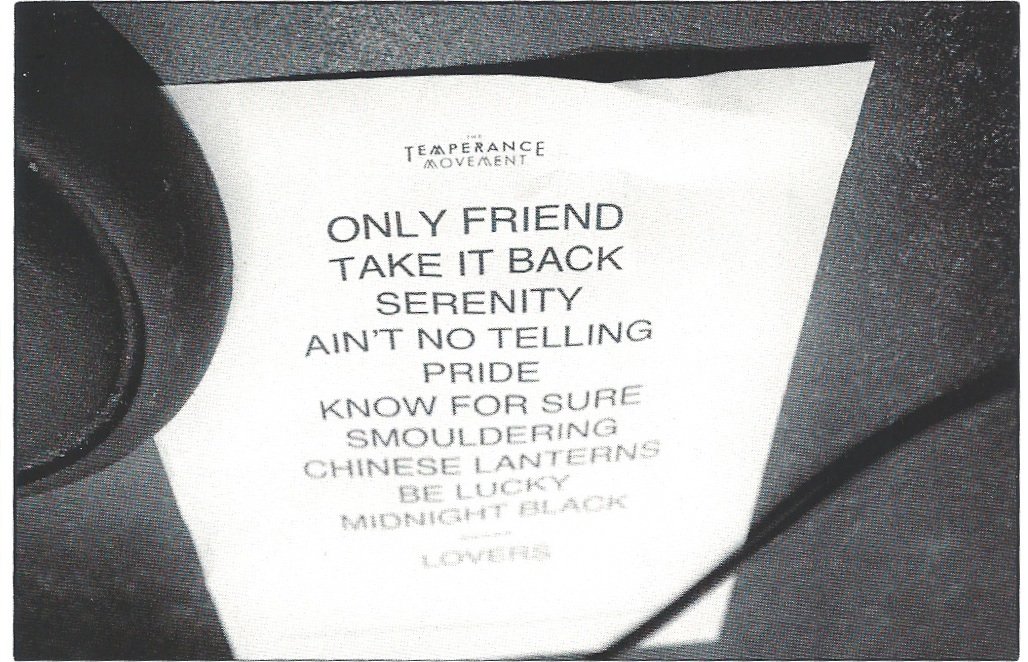 THE
TEMPERANCE
MOVEMENT
ONLY FRIEND
TAKE IT BACK
SERENITY
AIN'T NO TELLING
PRIDE
KNOW FOR SURE
SMOULDERING
CHINESE LANTERNS
BE LUCKY
MIDNIGHT BLACK
-----
LOVERS